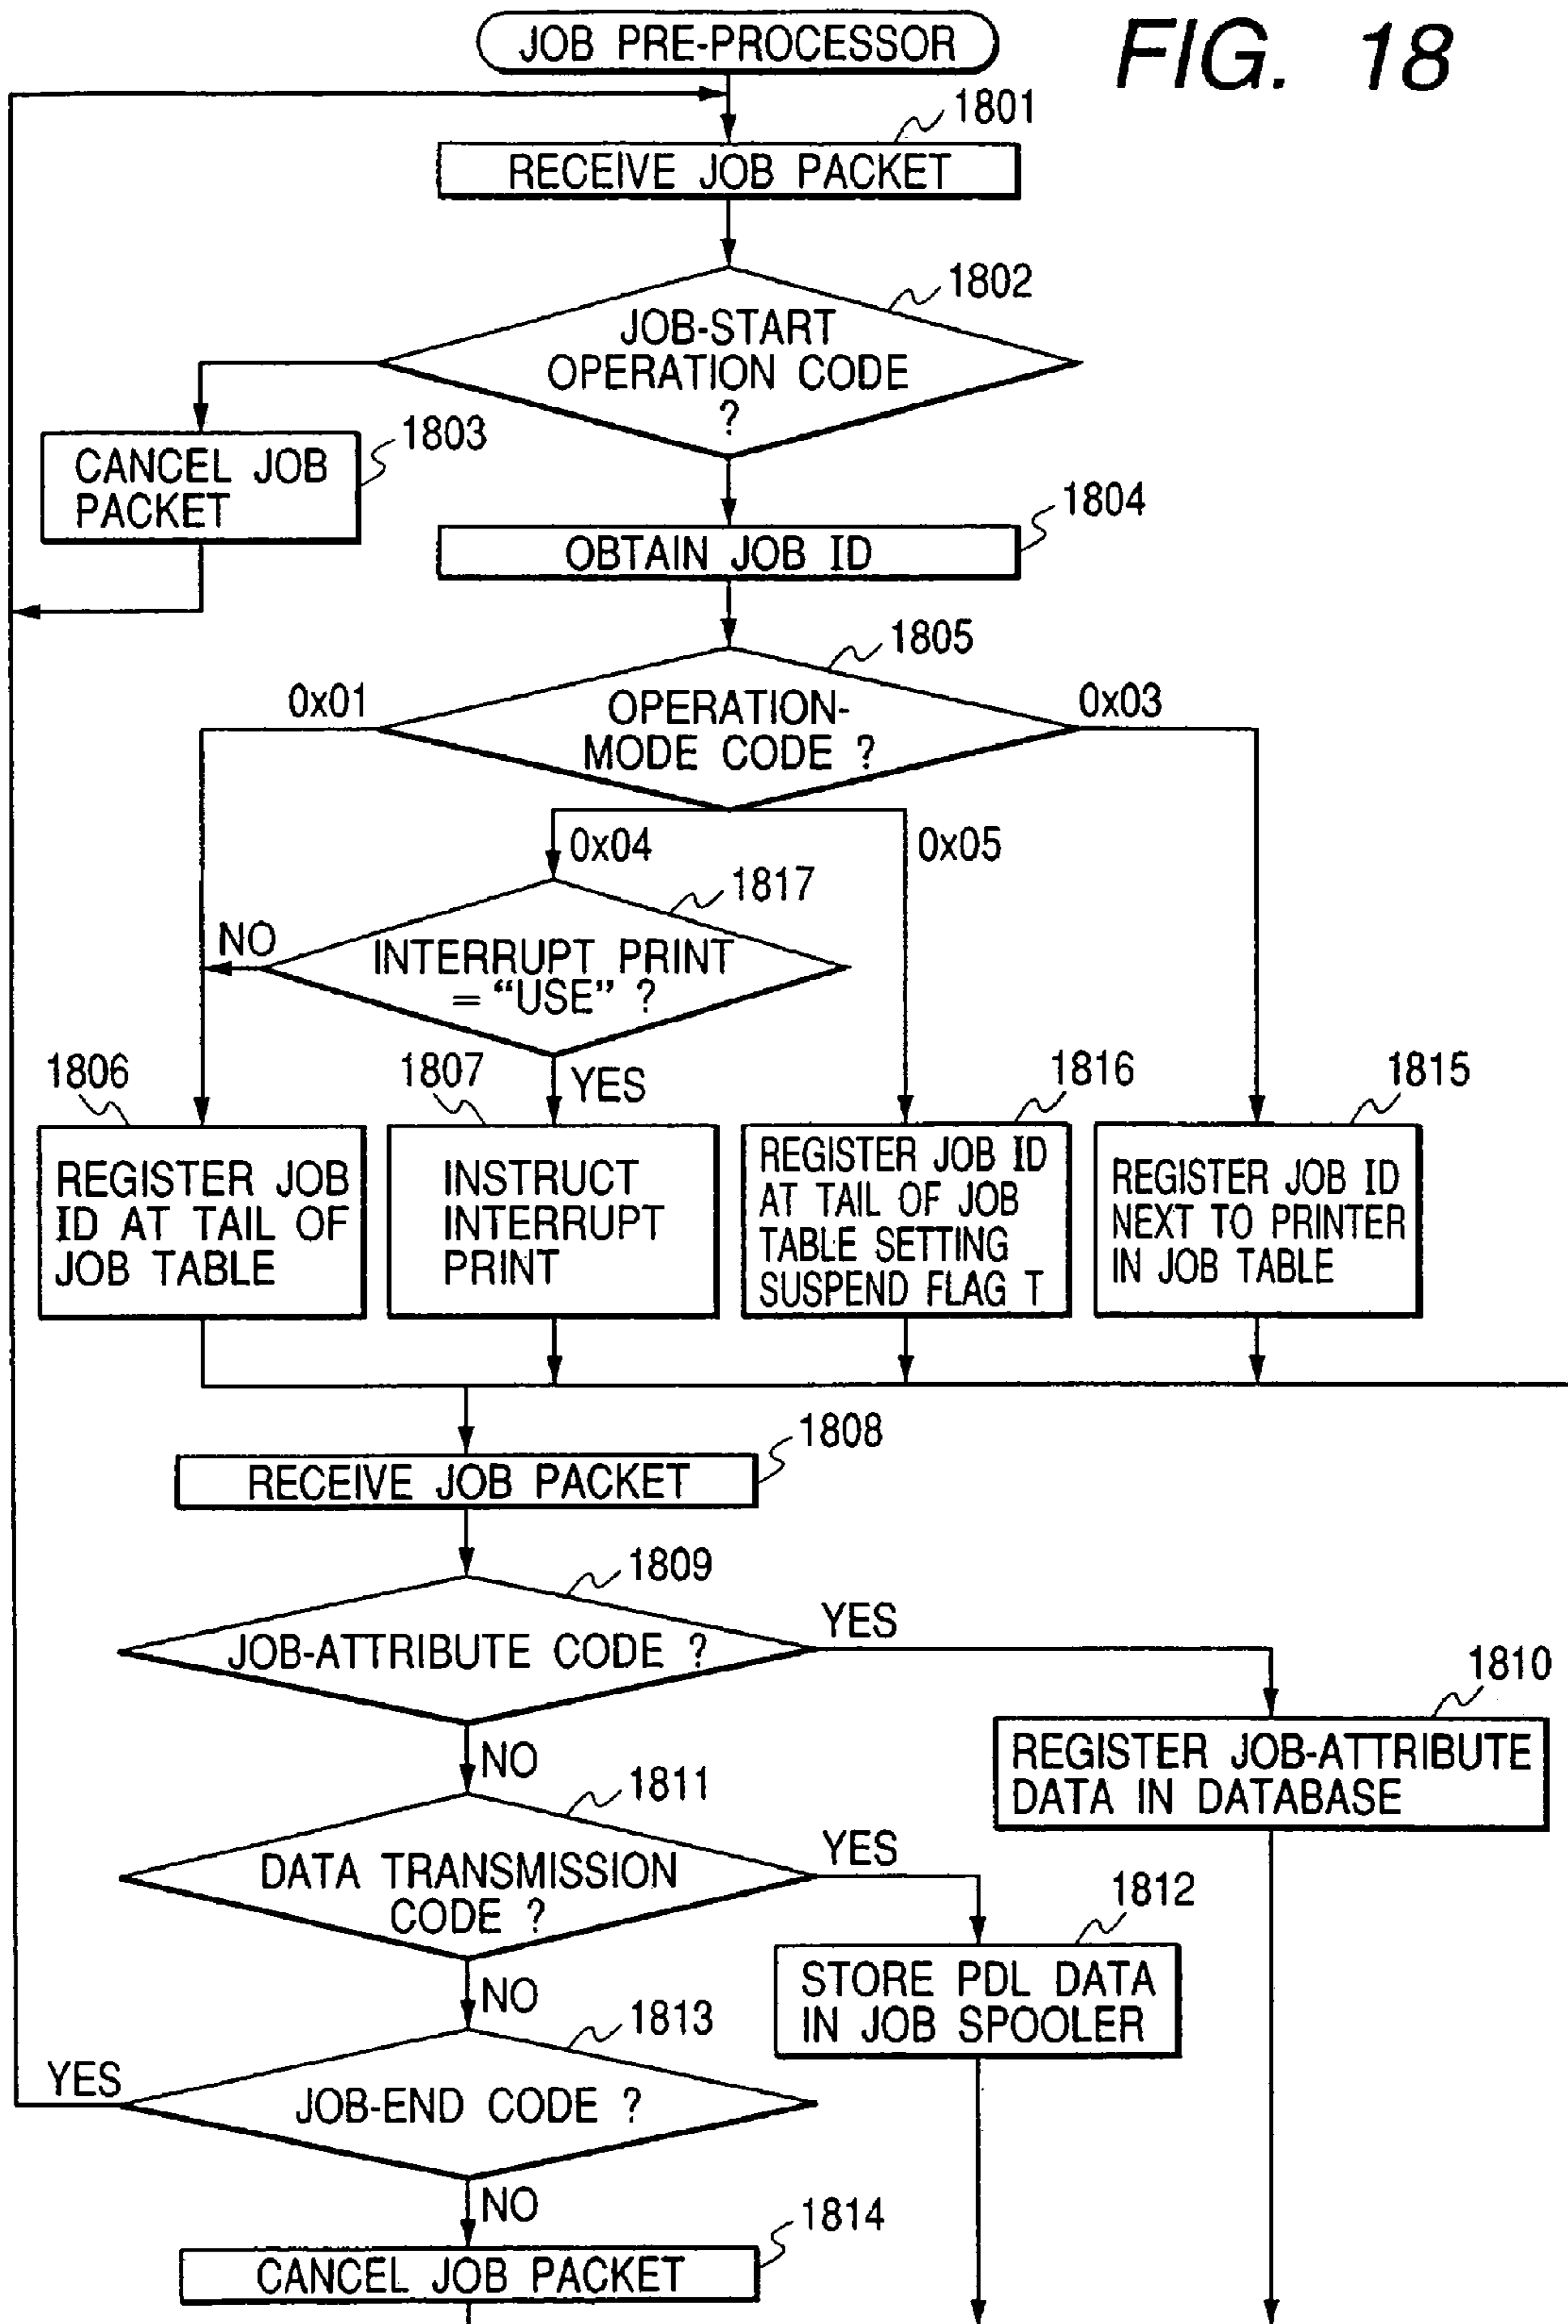 FIG. 18
JOB PRE-PROCESSOR
1801
RECEIVE JOB PACKET
1802
JOB-START
OPERATION CODE
?
1803
CANCEL JOB
PACKET
1804
OBTAIN JOB ID
1805
0x01
OPERATION-
MODE CODE ?
0x03
0x04
0x05
1817
NO
INTERRUPT PRINT
= “USE” ?
YES
1806
REGISTER JOB
ID AT TAIL OF
JOB TABLE
1807
INSTRUCT
INTERRUPT
PRINT
1816
REGISTER JOB ID
AT TAIL OF JOB
TABLE SETTING
SUSPEND FLAG T
1815
REGISTER JOB ID
NEXT TO PRINTER
IN JOB TABLE
1808
RECEIVE JOB PACKET
1809
JOB-ATTRIBUTE CODE ?
YES
1810
REGISTER JOB-ATTRIBUTE
DATA IN DATABASE
NO
1811
DATA TRANSMISSION
CODE ?
YES
1812
STORE PDL DATA
IN JOB SPOOLER
NO
1813
YES
JOB-END CODE ?
NO
1814
CANCEL JOB PACKET